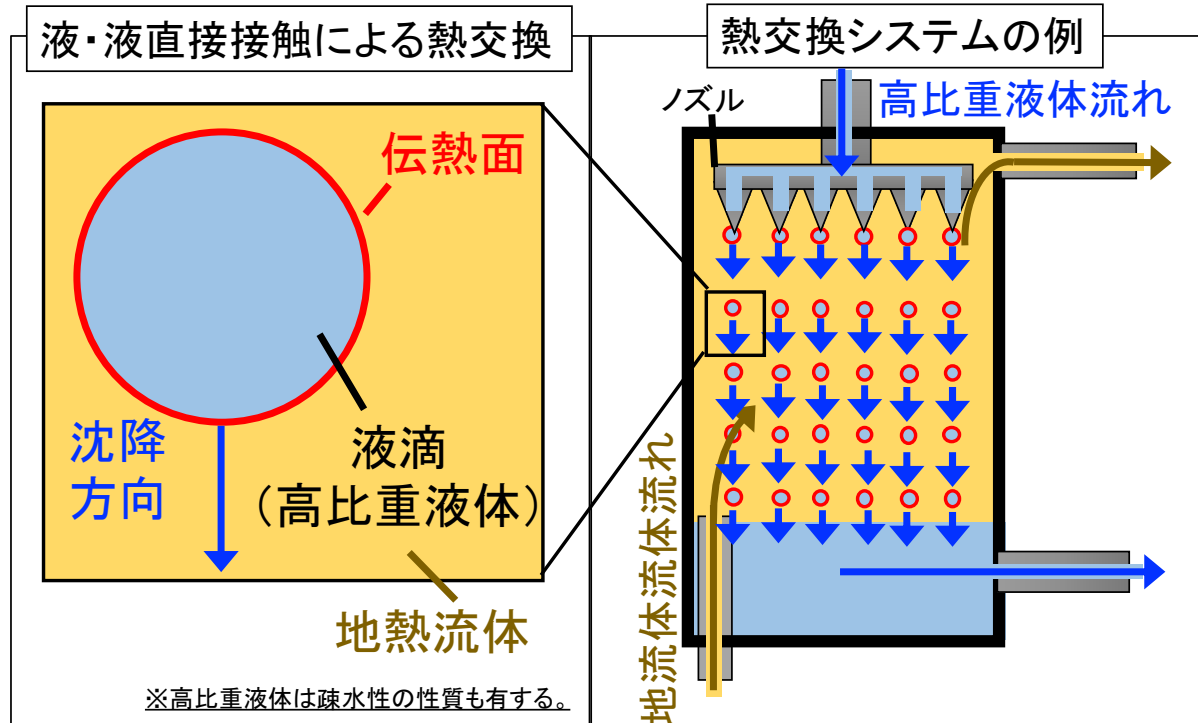 液・液直接接触による熱交換
伝熱面
沈降
方向
液滴
（高比重液体）
地熱流体
※高比重液体は疎水性の性質も有する。
熱交換システムの例
ノズル
高比重液体流れ
地流体流流体流れ